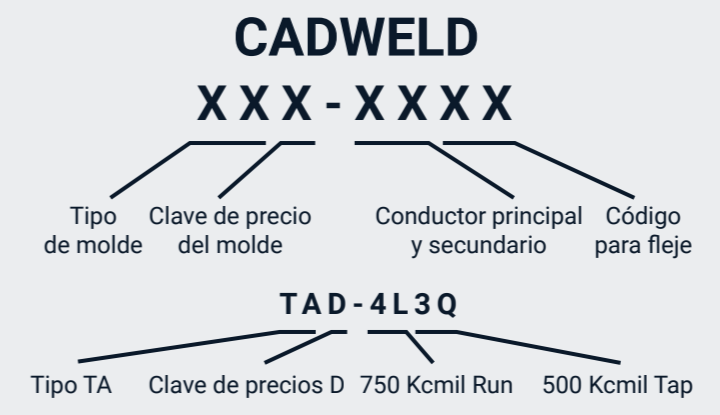 CADWELD
XXX-XXXX
Tipo de molde
Clave de precio del molde
Conductor principal y secundario
Código para fleje
TAD-4L3Q
Tipo TA
Clave de precios D
750 Kcmil Run
500 Kcmil Tap